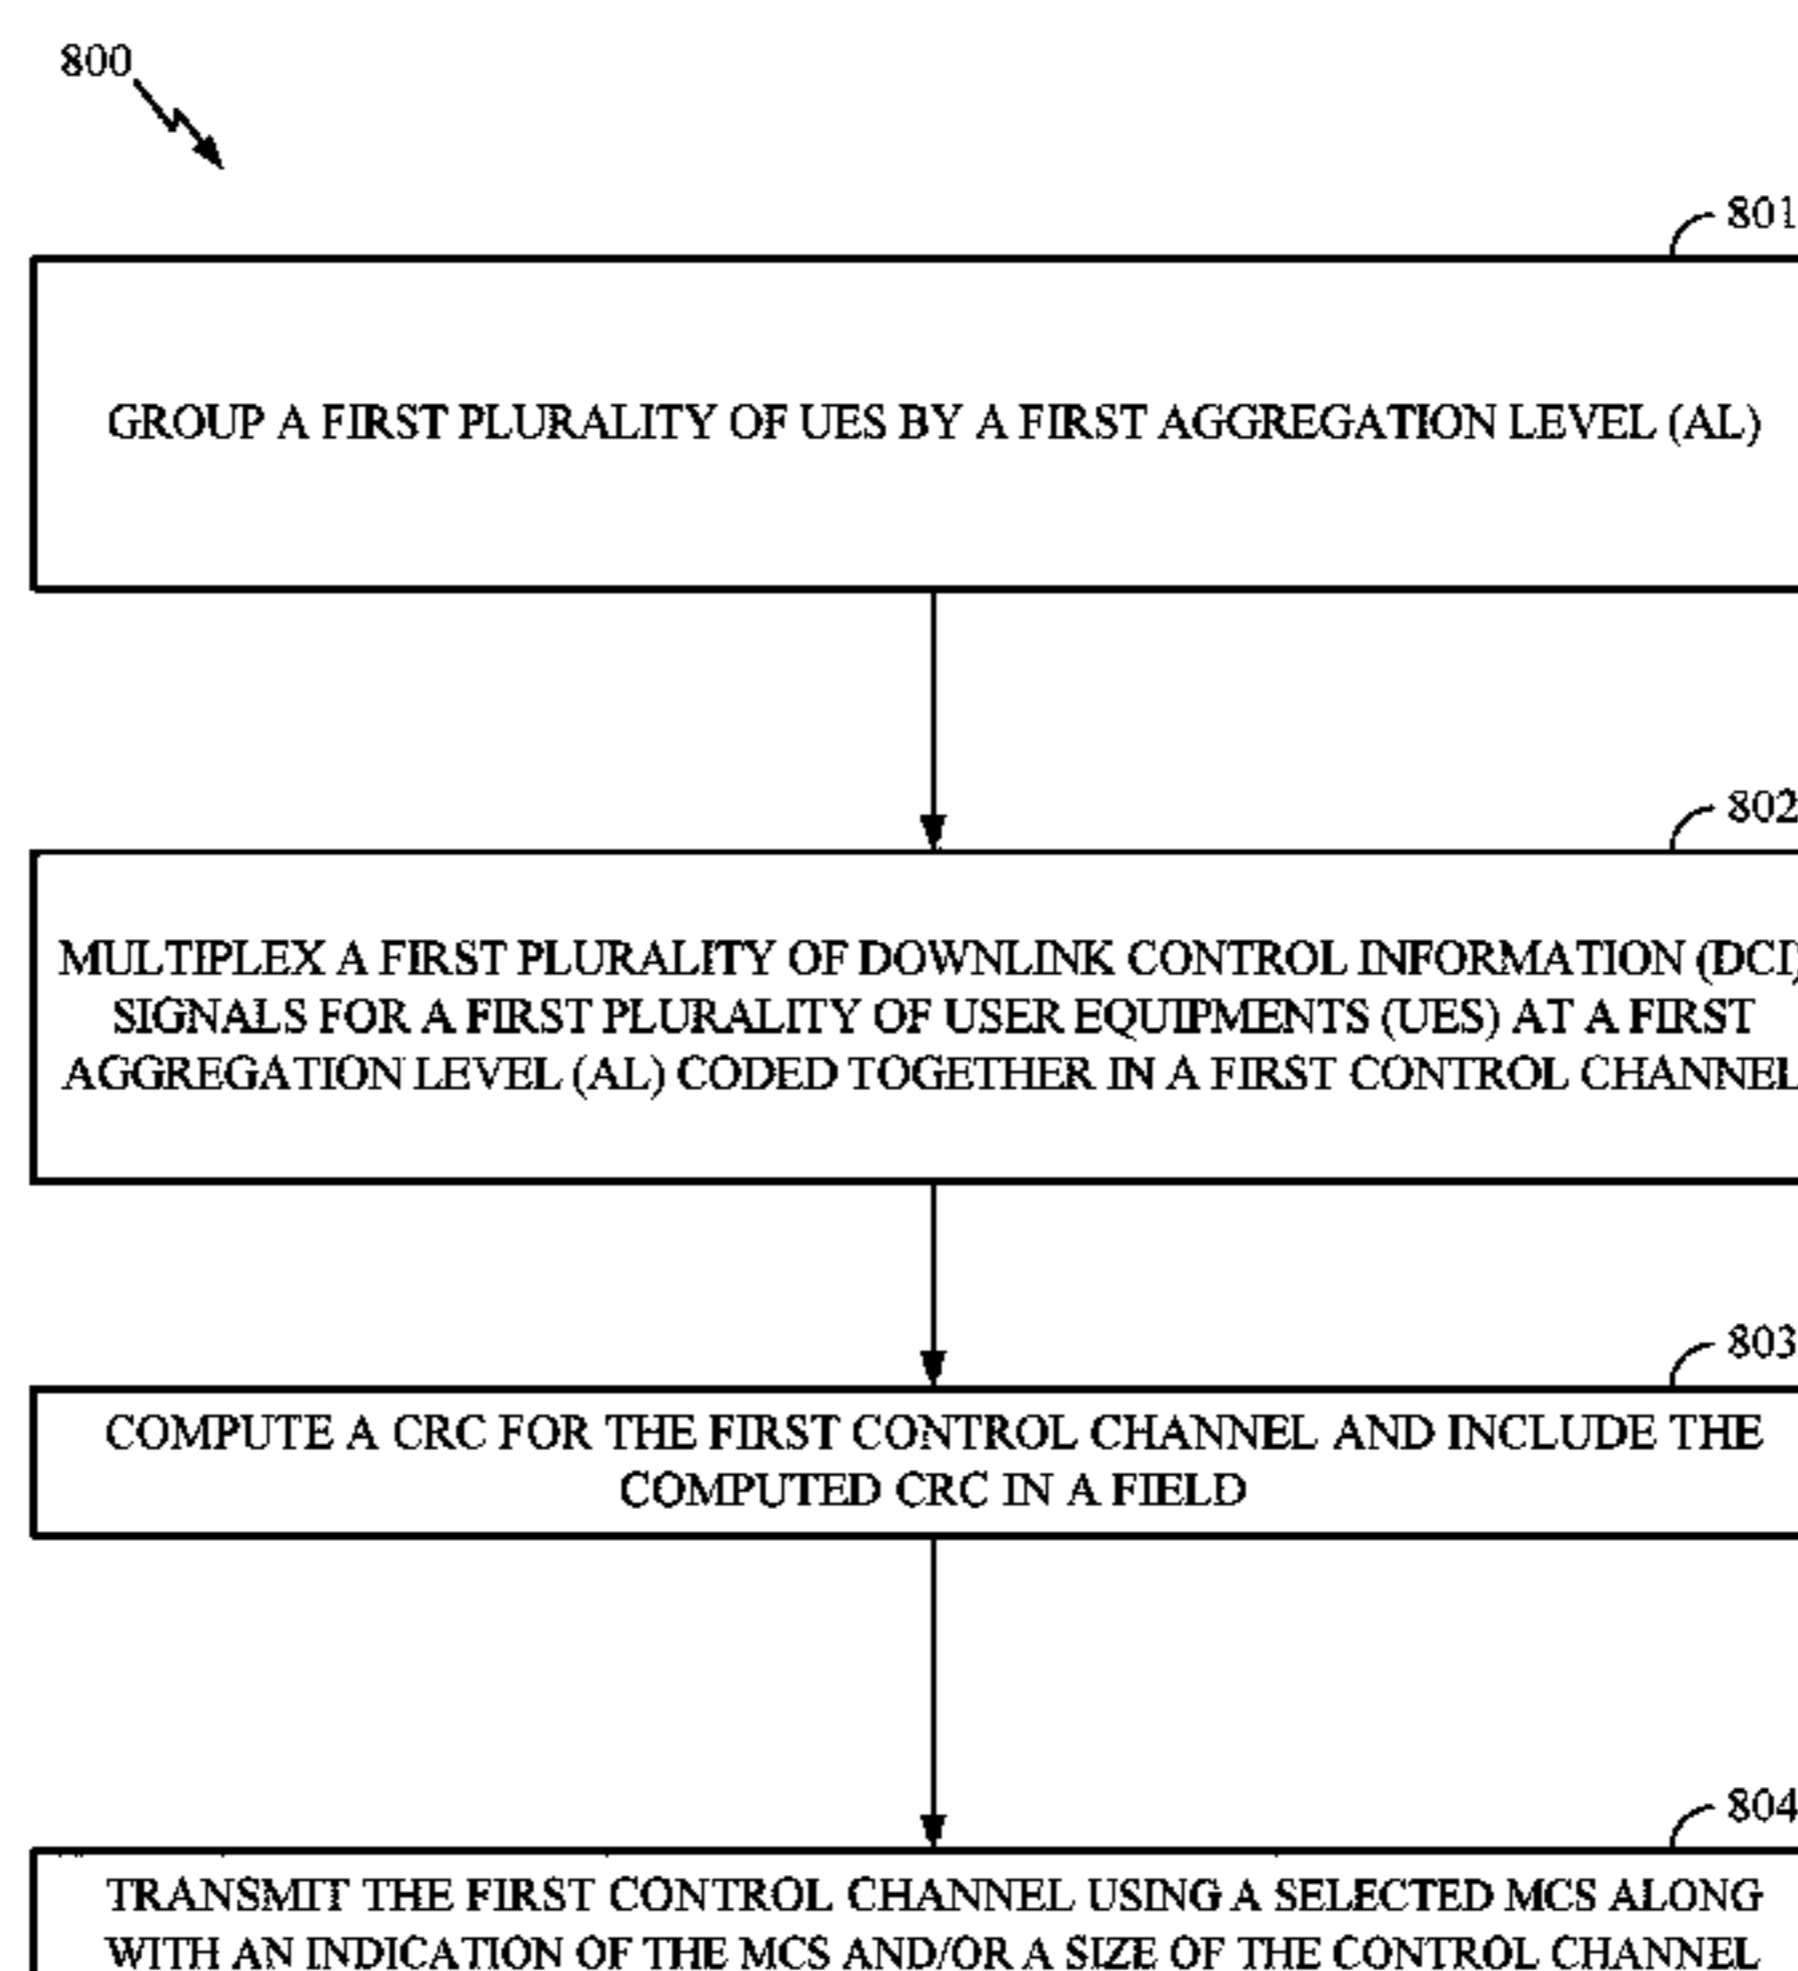 800
801
GROUP A FIRST PLURALITY OF UES BY A FIRST AGGREGATION LEVEL (AL)
802
MULTIPLEX A FIRST PLURALITY OF DOWNLINK CONTROL INFORMATION (DCI)
SIGNALS FOR A FIRST PLURALITY OF USER EQUIPMENTS (UES) AT A FIRST
AGGREGATION LEVEL (AL) CODED TOGETHER IN A FIRST CONTROL CHANNEL
803
COMPUTE A CRC FOR THE FIRST CONTROL CHANNEL AND INCLUDE THE
COMPUTED CRC IN A FIELD
804
TRANSMIT THE FIRST CONTROL CHANNEL USING A SELECTED MCS ALONG
WITH AN INDICATION OF THE MCS AND/OR A SIZE OF THE CONTROL CHANNEL